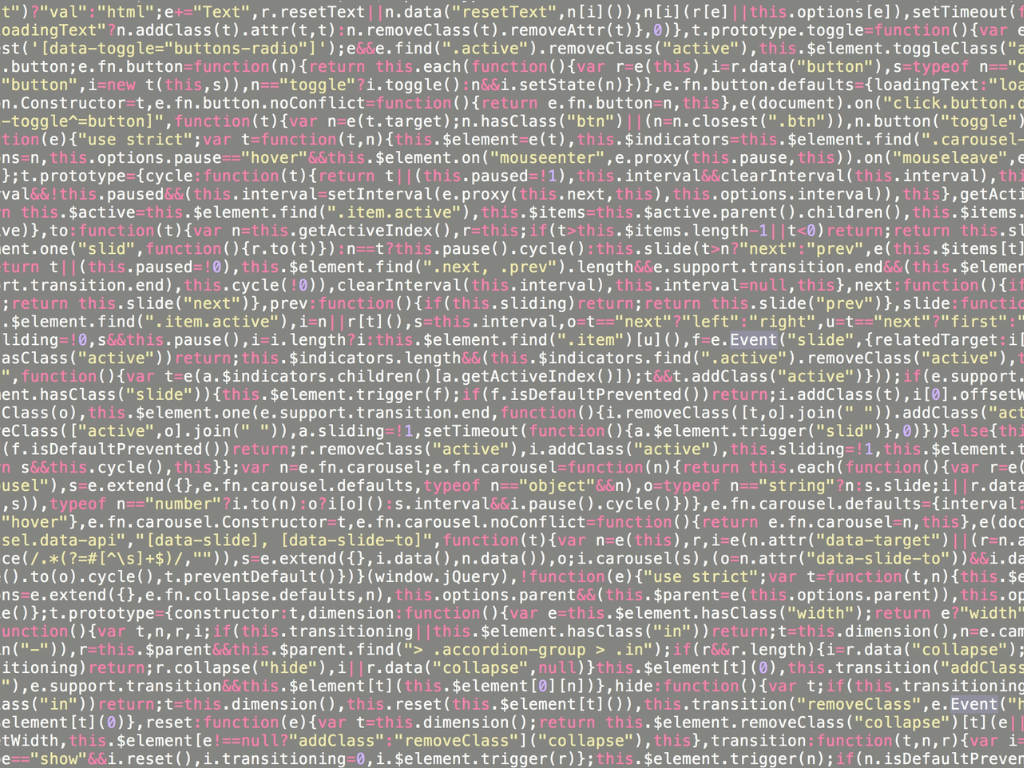 t")?"val":"html";e+="Text",r.resetText||n.data("resetText",n[i]()),n[i](r[e]||this.options[e]),setTimeout(f
loadingText"?n.addClass(t).attr(t,t):n.removeClass(t).removeAttr(t)},0)},t.prototype.toggle=function(){var e
est('[data-toggle="buttons-radio"]');e&&e.find(".active").removeClass("active"),this.$element.toggleClass("a
.button;e.fn.button=function(n){return this.each(function(){var r=e(this),i=r.data("button"),s=typeof n=="o
"button",i=new t(this,s)),n=="toggle"?i.toggle():n&&i.setState(n)})},e.fn.button.defaults={loadingText:"loa
on.Constructor=t,e.fn.button.noConflict=function(){return e.fn.button=n,this},e(document).on("click.button.d
-toggle^=button]",function(t){var n=e(t.target);n.hasClass("btn")||(n=n.closest(".btn")),n.button("toggle")
tion(e){"use strict";var t=function(t,n){this.$element=e(t),this.$indicators=this.$element.find(".carousel-
ons=n,this.options.pause=="hover"&&this.$element.on("mouseenter",e.proxy(this.pause,this)).on("mouseleave",e
)};t.prototype={cycle:function(t){return t||(this.paused=!1),this.interval&&clearInterval(this.interval),th
val&&!this.paused&&(this.interval=setInterval(e.proxy(this.next,this),this.options.interval)),this},getActi
n this.$active=this.$element.find(".item.active"),this.$items=this.$active.parent().children(),this.$items.
ve)},to:function(t){var n=this.getActiveIndex(),r=this;if(t>this.$items.length-1||t<0)return;return this.sl
ment.one("slid",function(){r.to(t)}):n==t?this.pause().cycle():this.slide(t>n?"next":"prev",e(this.$items[t]
eturn t||(this.paused=!0),this.$element.find(".next, .prev").length&&e.support.transition.end&&(this.$elemen
ort.transition.end),this.cycle(!0)),clearInterval(this.interval),this.interval=null,this},next:function(){if
;return this.slide("next")},prev:function(){if(this.sliding)return;return this.slide("prev")},slide:functio
.$element.find(".item.active"),i=n||r[t](),s=this.interval,o=t=="next"?"left":"right",u=t=="next"?"first":"
liding=!0,s&&this.pause(),i=i.length?i:this.$element.find(".item")[u](),f=e.Event("slide",{relatedTarget:i[
hasClass("active"))return;this.$indicators.length&&(this.$indicators.find(".active").removeClass("active"),t
",function(){var t=e(a.$indicators.children()[a.getActiveIndex()]);t&&t.addClass("active")}));if(e.support.
ment.hasClass("slide")){this.$element.trigger(f);if(f.isDefaultPrevented())return;i.addClass(t),i[0].offsetW
Class(o),this.$element.one(e.support.transition.end,function(){i.removeClass([t,o].join(" ")).addClass("act
veClass(["active",o].join(" ")),a.sliding=!1,setTimeout(function(){a.$element.trigger("slid")},0)})}else{thi
(f.isDefaultPrevented())return;r.removeClass("active"),i.addClass("active"),this.sliding=!1,this.$element.
n s&&this.cycle(),this}};var n=e.fn.carousel;e.fn.carousel=function(n){return this.each(function(){var r=e(
ousel"),s=e.extend({},e.fn.carousel.defaults,typeof n=="object"&&n),o=typeof n=="string"?n:s.slide;i||r.data
,s)),typeof n=="number"?i.to(n):o?i[o]():s.interval&&i.pause().cycle()})},e.fn.carousel.defaults={interval:
"hover"},e.fn.carousel.Constructor=t,e.fn.carousel.noConflict=function(){return e.fn.carousel=n,this},e(doc
sel.data-api","[data-slide], [data-slide-to]",function(t){var n=e(this),r,i=e(n.attr("data-target")||(r=n.a
ace(/.*(?=#[^\s]+$)/,"")),s=e.extend({},i.data(),n.data()),o;i.carousel(s),(o=n.attr("data-slide-to"))&&i.da
().to(o).cycle(),t.preventDefault()})}(window.jQuery),!function(e){"use strict";var t=function(t,n){this.$e
ons=e.extend({},e.fn.collapse.defaults,n),this.options.parent&&(this.$parent=e(this.options.parent)),this.op
e()};t.prototype={constructor:t,dimension:function(){var e=this.$element.hasClass("width");return e?"width"
unction(){var t,n,r,i;if(this.transitioning||this.$element.hasClass("in"))return;t=this.dimension(),n=e.cam
in("-")),r=this.$parent&&this.$parent.find("> .accordion-group > .in");if(r&&r.length){i=r.data("collapse");
itioning)return;r.collapse("hide"),i||r.data("collapse",null)}this.$element[t](0),this.transition("addClass
"),e.support.transition&&this.$element[t](this.$element[0][n])},hide:function(){var t;if(this.transitioning
ass("in"))return;t=this.dimension(),this.reset(this.$element[t]()),this.transition("removeClass",e.Event("h
element[t](0)},reset:function(e){var t=this.dimension();return this.$element.removeClass("collapse")[t](e||
etWidth,this.$element[e!==null?"addClass":"removeClass"]("collapse"),this},transition:function(t,n,r){var i=
pe=="show"&&i.reset(),i.transitioning=0,i.$element.trigger(r)};this.$element.trigger(n);if(n.isDefaultPreven